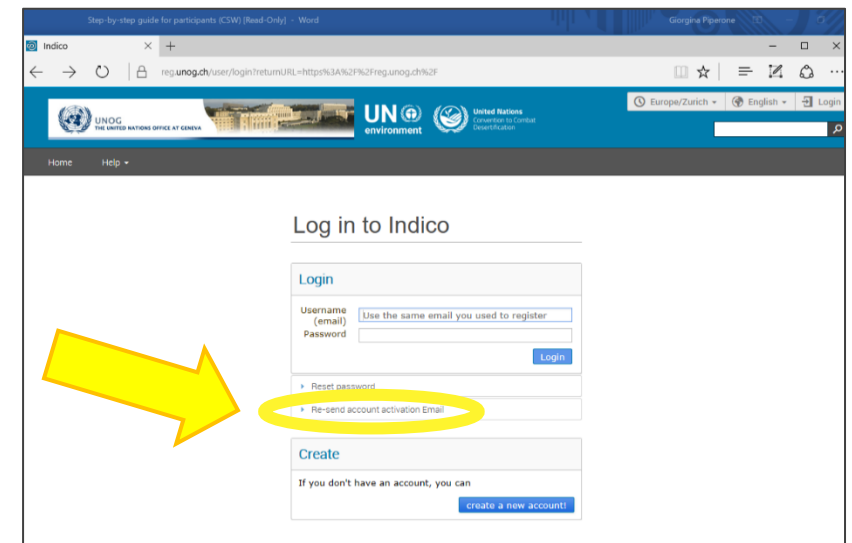 Step-by-step guide for participants (CSW) [Read-Only] - Word Giorgina Piperone
Indico
reg.unog.ch/user/login?returnURL=https%3A%2F%2Freg.unog.ch%2F
Europe/Zurich English Login
UNOG
THE UNITED NATIONS OFFICE AT GENEVA
UN environment
United Nations
Convention to Combat
Desertification
Home Help
Log in to Indico
Login
Username (email) Use the same email you used to register
Password
Login
Reset password
Re-send account activation Email
Create
If you don't have an account, you can
create a new account!